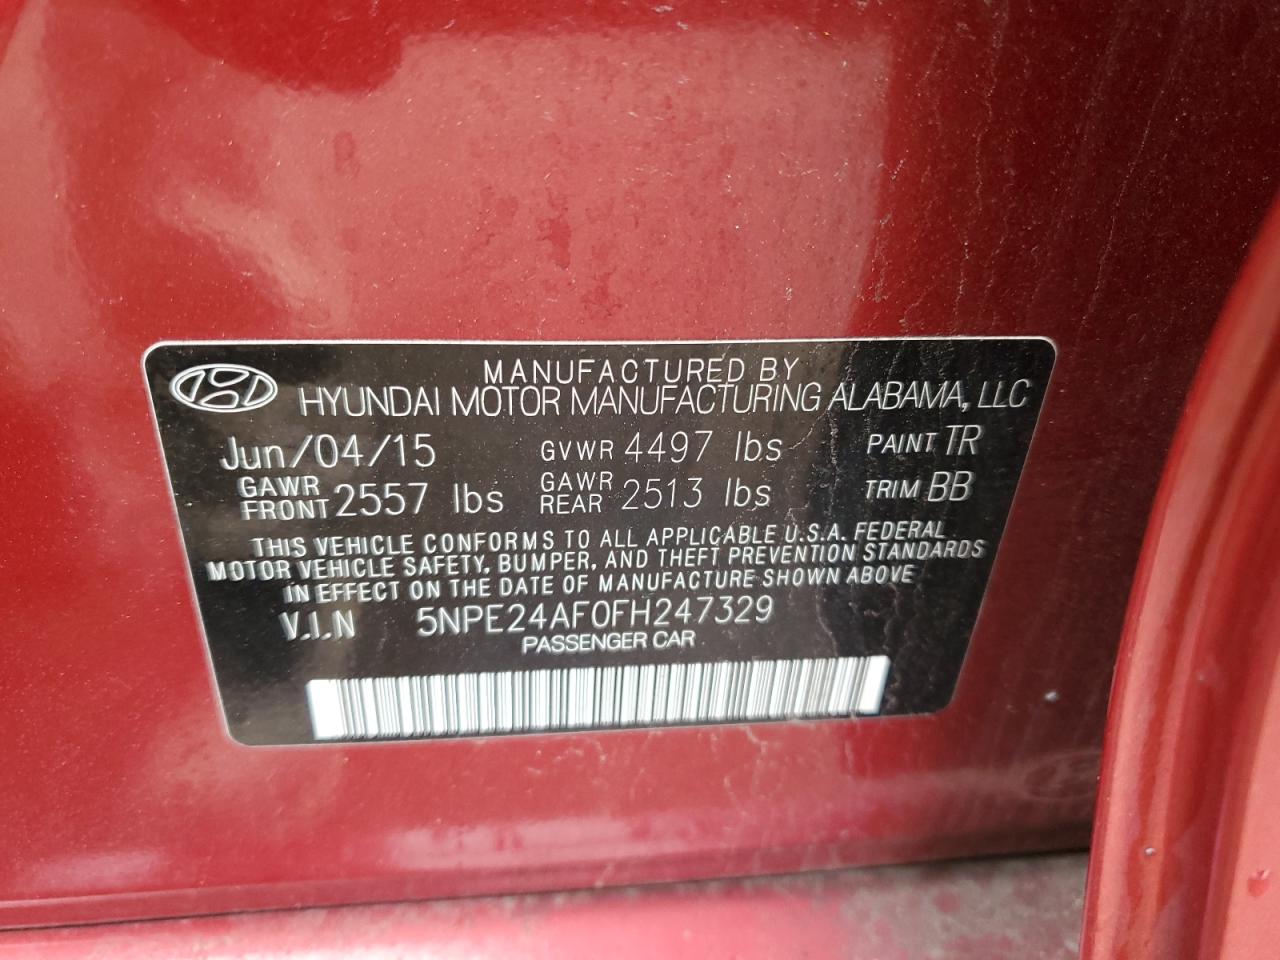 MANUFACTURED BY
HYUNDAI MOTOR MANUFACTURING ALABAMA, LLC
Jun/04/15 GVWR 4497 lbs PAINT TR
GAWR FRONT 2557 lbs GAWR REAR 2513 lbs TRIM BB
THIS VEHICLE CONFORMS TO ALL APPLICABLE U.S.A. FEDERAL
MOTOR VEHICLE SAFETY, BUMPER, AND THEFT PREVENTION STANDARDS
IN EFFECT ON THE DATE OF MANUFACTURE SHOWN ABOVE
V.I.N 5NPE24AF0FH247329
PASSENGER CAR